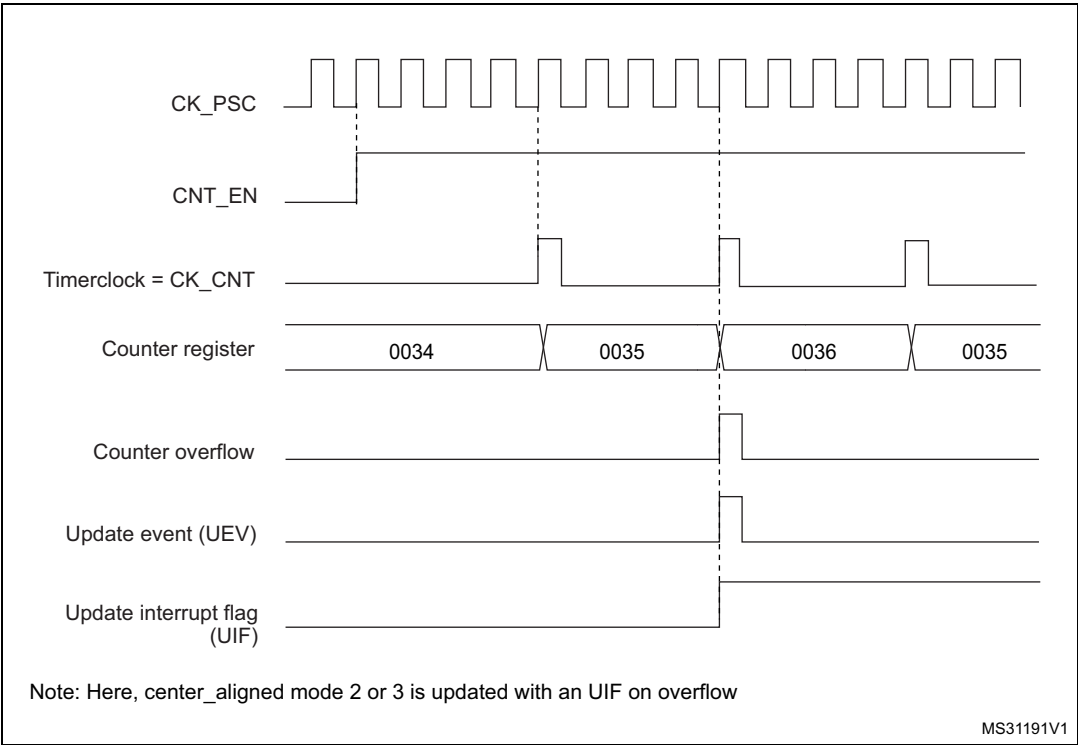 CK_PSC
CNT_EN
Timerclock = CK_CNT
Counter register
0034
0035
0036
0035
Counter overflow
Update event (UEV)
Update interrupt flag
(UIF)
Note: Here, center_aligned mode 2 or 3 is updated with an UIF on overflow
MS31191V1